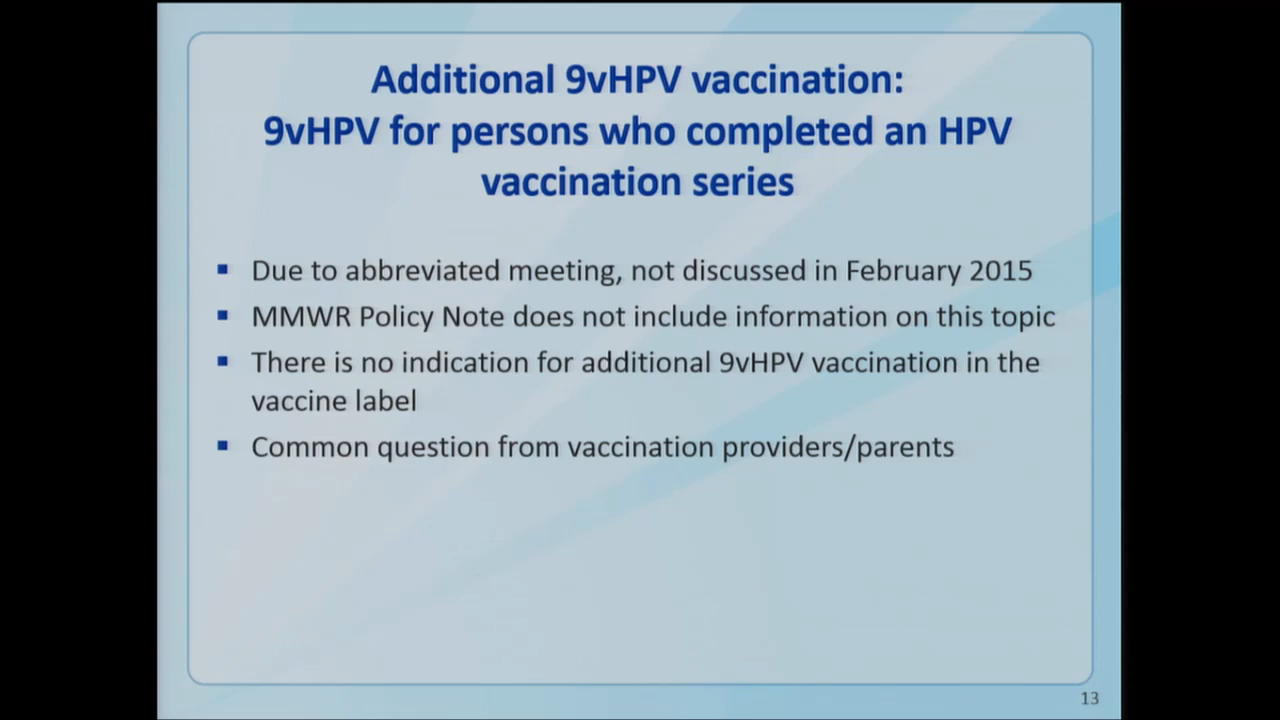 Additional 9vHPV vaccination:
9vHPV for persons who completed an HPV
vaccination series
Due to abbreviated meeting, not discussed in February 2015
MMWR Policy Note does not include information on this topic
There is no indication for additional 9vHPV vaccination in the
vaccine label
Common question from vaccination providers/parents
13